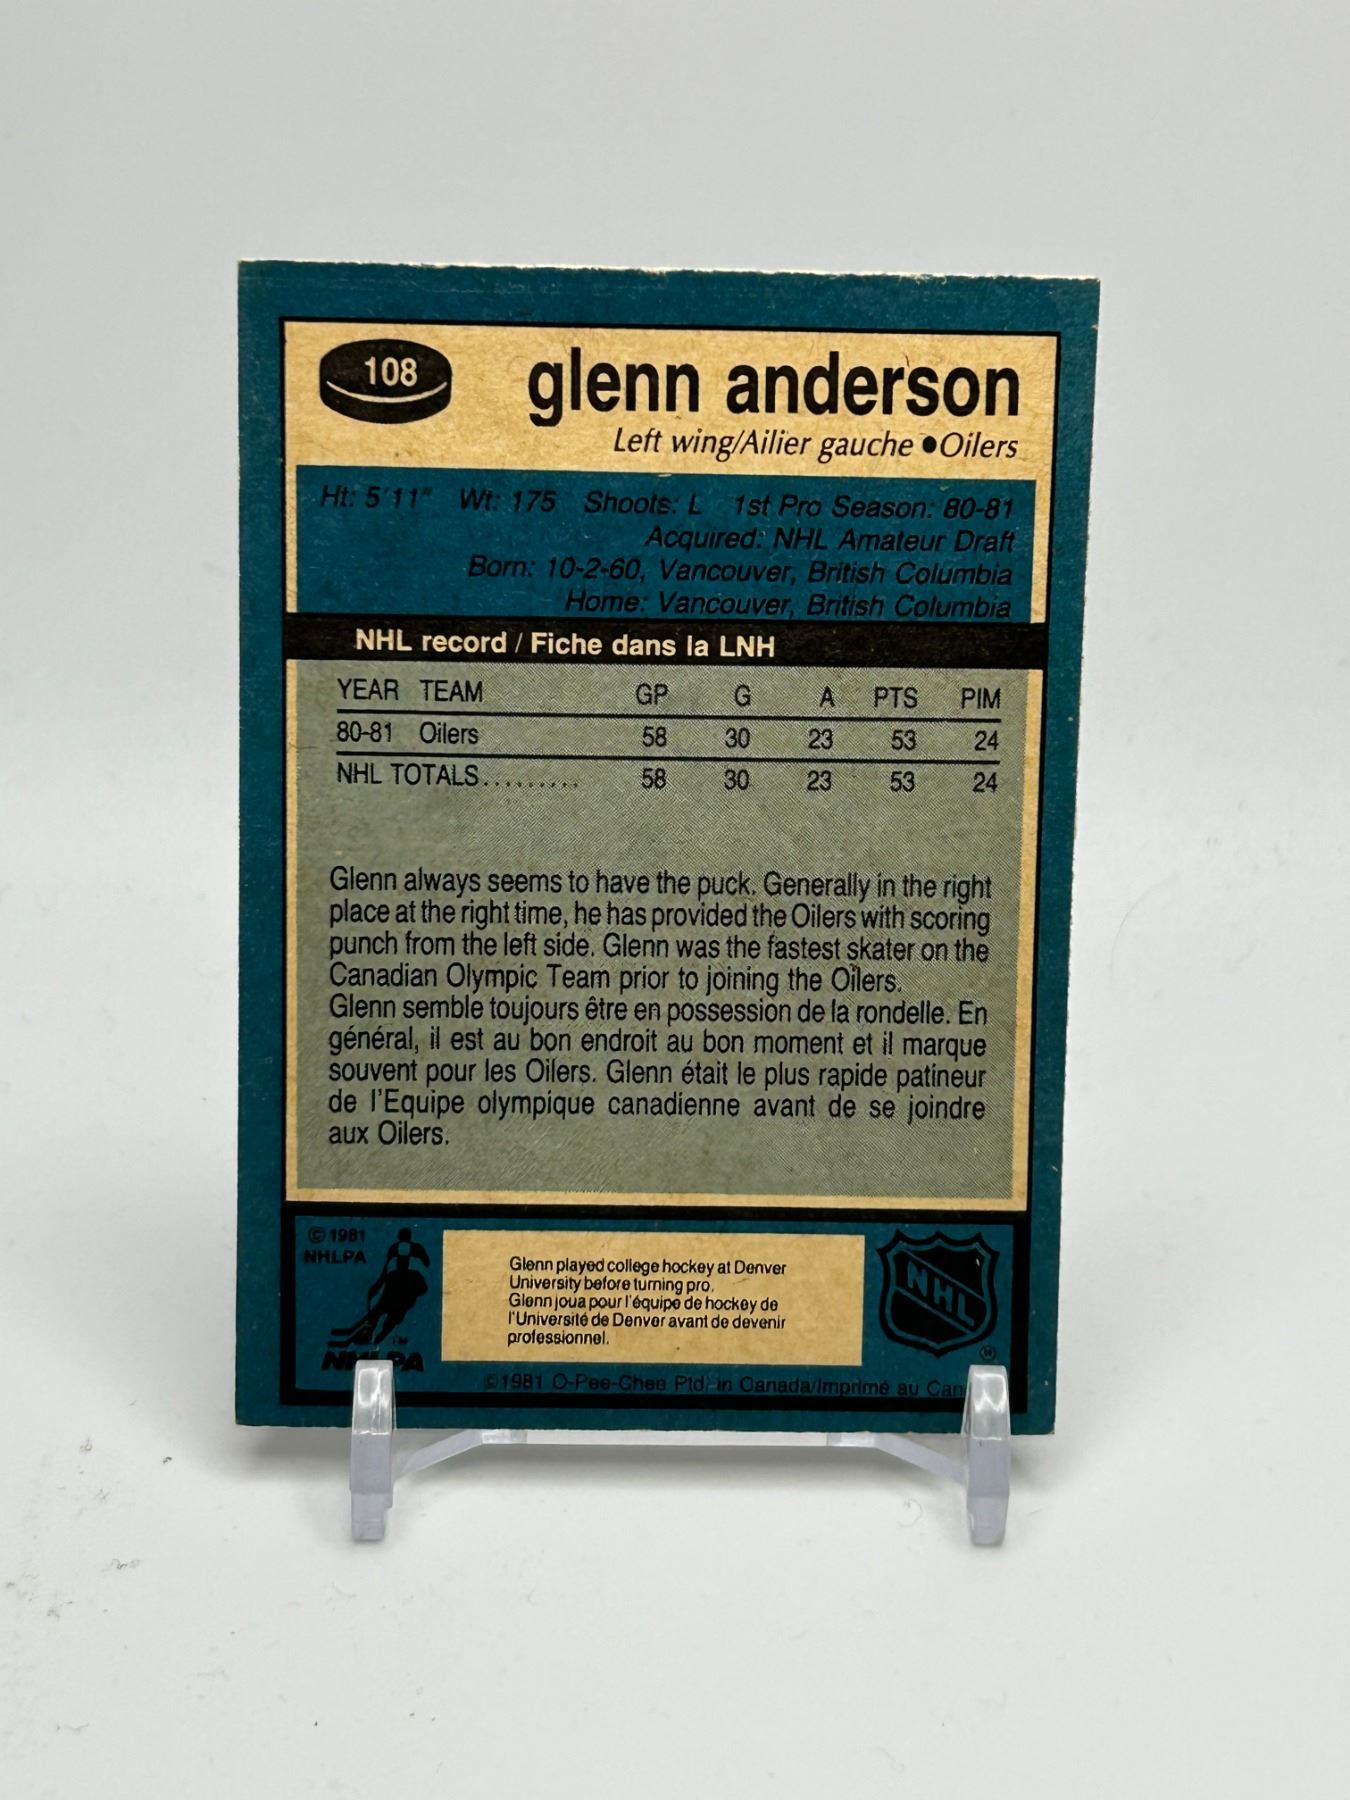 108
glenn anderson
Left wing/Ailier gauche ●Oilers
Ht: 5'11" Wt: 175 Shoots: L 1st Pro Season: 80-81
Acquired: NHL Amateur Draft
Born: 10-2-60, Vancouver, British Columbia
Home: Vancouver, British Columbia
NHL record / Fiche dans la LNH
YEAR TEAM GP G A PTS PIM
80-81 Oilers 58 30 23 53 24
NHL TOTALS......... 58 30 23 53 24
Glenn always seems to have the puck. Generally in the right
place at the right time, he has provided the Oilers with scoring
punch from the left side. Glenn was the fastest skater on the
Canadian Olympic Team prior to joining the Oilers.
Glenn semble toujours être en possession de la rondelle. En
général, il est au bon endroit au bon moment et il marque
souvent pour les Oilers. Glenn était le plus rapide patineur
de l'Equipe olympique canadienne avant de se joindre
aux Oilers.
© 1981
NHLPA
Glenn played college hockey at Denver
University before turning pro.
Glenn joua pour l'équipe de hockey de
l'Université de Denver avant de devenir
professionnel.
NHL
TM
NHLPA
©1981 O-Pee-Chee Ptd. in Canada/Imprimé au Can